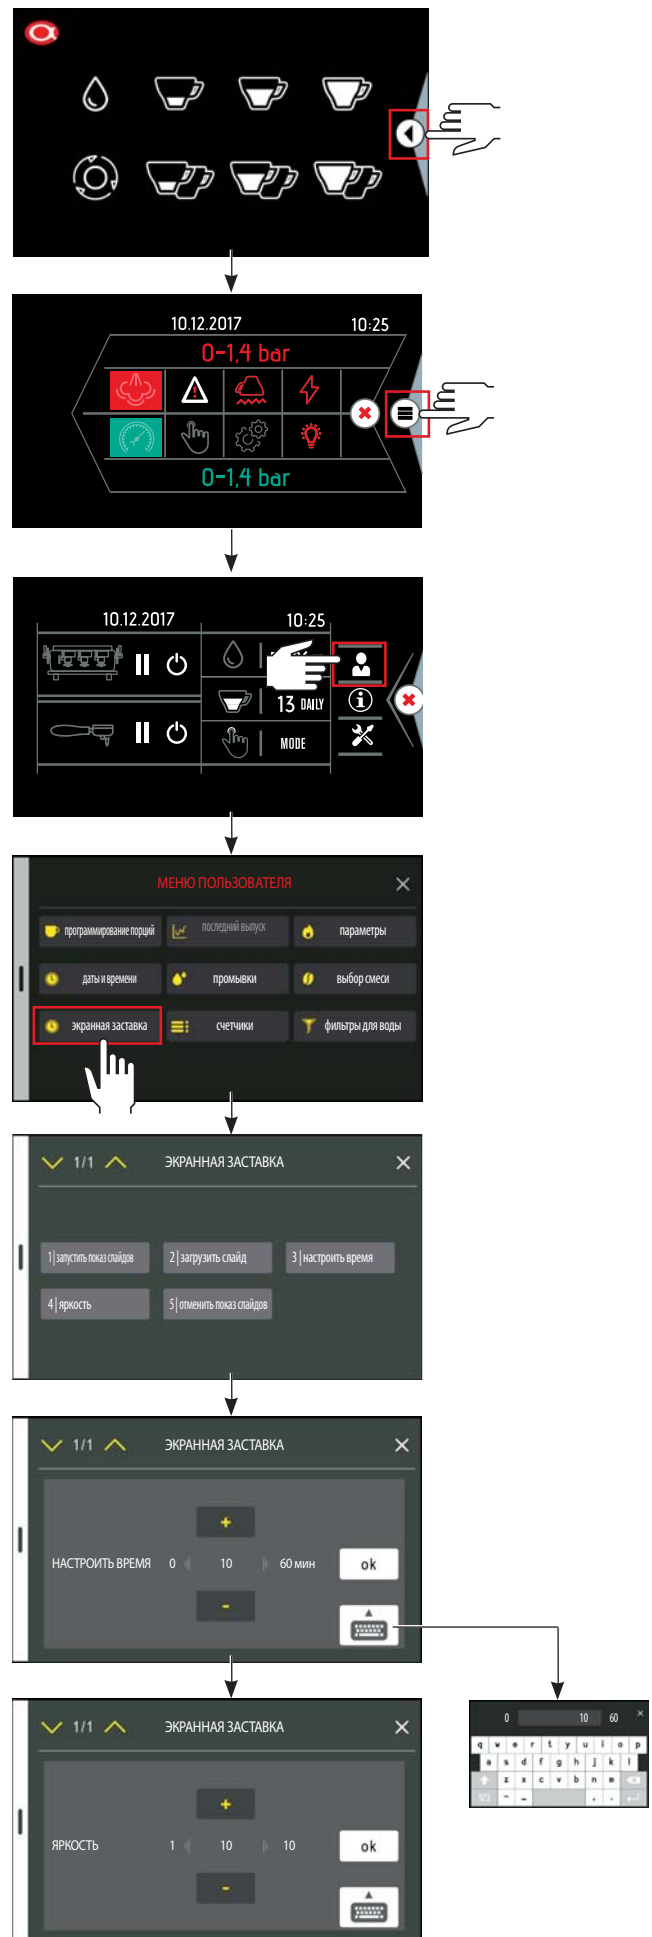 10.12.2017 10:25
0-1,4 bar
0-1,4 bar
10.12.2017 10:25
13 DAILY
MODE
МЕНЮ ПОЛЬЗОВАТЕЛЯ
программирование порций последний выпуск параметры
даты и времени промывки выбор смеси
экранная заставка счетчики фильтры для воды
1/1 ЭКРАННАЯ ЗАСТАВКА
1|запустить показ слайдов 2|загрузить слайд 3|настроить время
4|яркость 5|отменить показ слайдов
1/1 ЭКРАННАЯ ЗАСТАВКА
+
НАСТРОИТЬ ВРЕМЯ 0 10 60 мин ok
-
0 10 60 ×
q w e r t y u i o p
a s d f g h j k l
z x c v b n m
123 - _ , .
1/1 ЭКРАННАЯ ЗАСТАВКА
+
ЯРКОСТЬ 1 10 10 ok
-